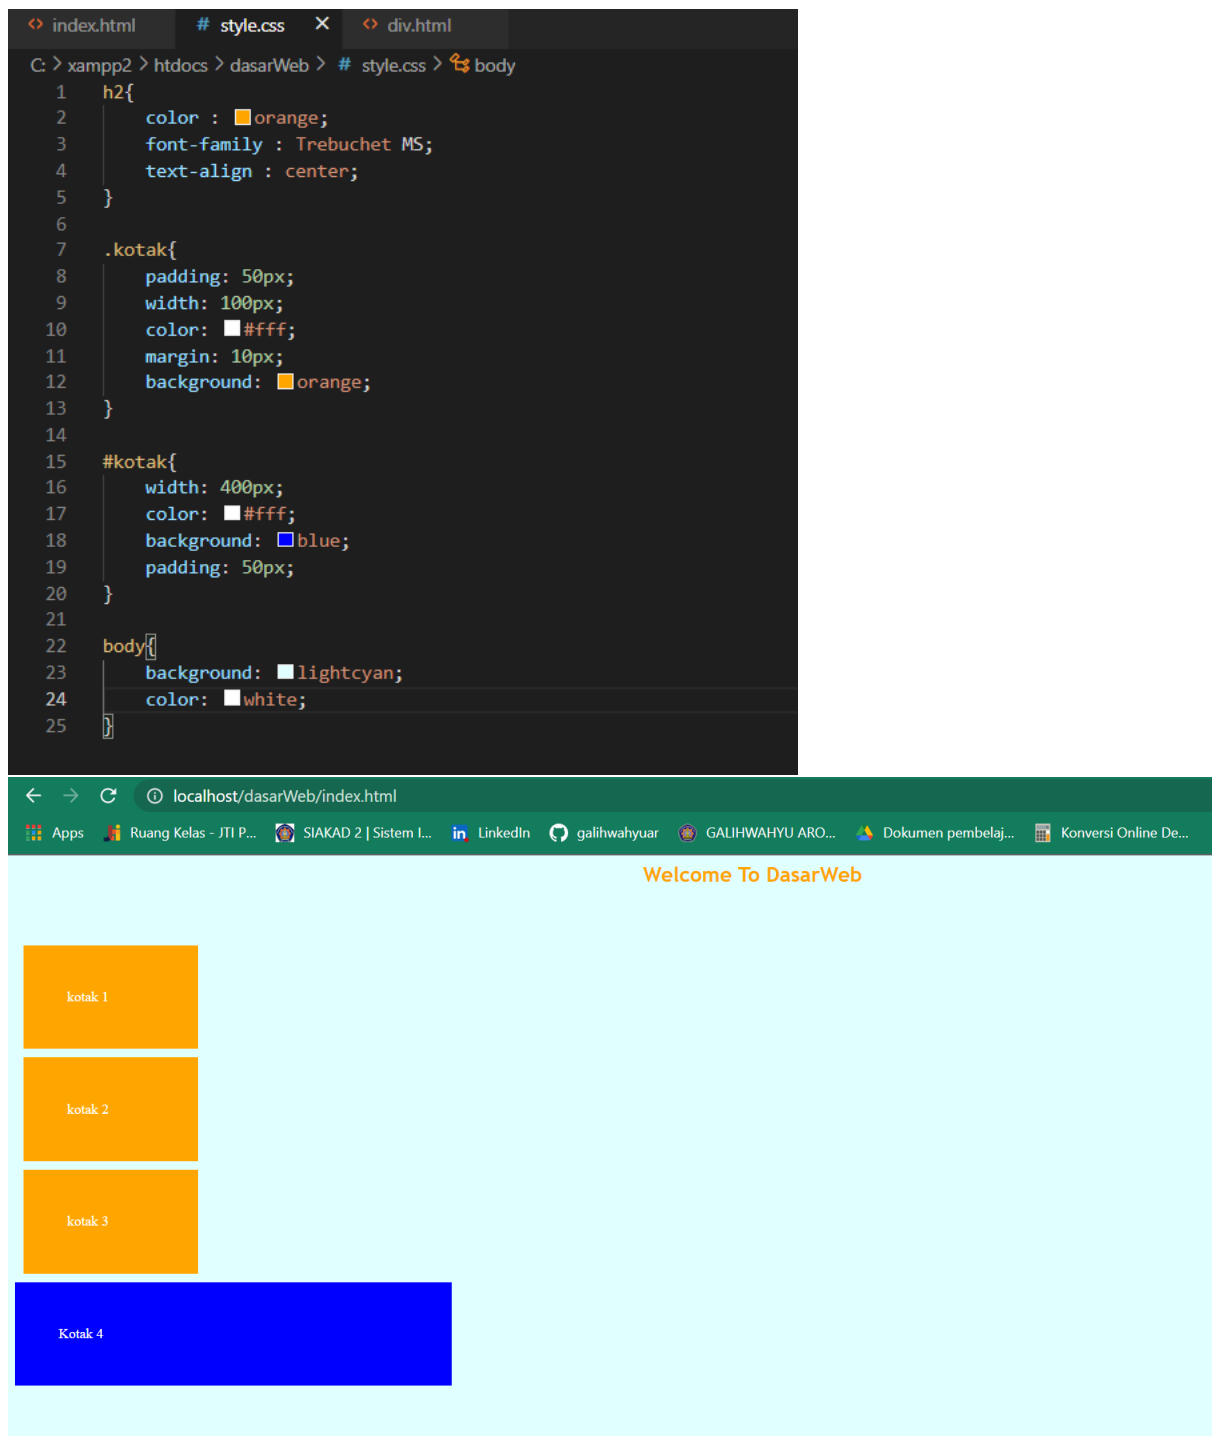 index.html # style.css × div.html
C: > xampp2 > htdocs > dasarWeb > # style.css > body
1 h2{
2 color : orange;
3 font-family : Trebuchet MS;
4 text-align : center;
5 }
6
7 .kotak{
8 padding: 50px;
9 width: 100px;
10 color: #fff;
11 margin: 10px;
12 background: orange;
13 }
14
15 #kotak{
16 width: 400px;
17 color: #fff;
18 background: blue;
19 padding: 50px;
20 }
21
22 body{
23 background: lightcyan;
24 color: white;
25 }
localhost/dasarWeb/index.html
Apps Ruang Kelas - JTI P... SIAKAD 2 | Sistem I... LinkedIn galihwahyuar GALIHWAHYU ARO... Dokumen pembelaj... Konversi Online De...
Welcome To DasarWeb
kotak 1
kotak 2
kotak 3
Kotak 4